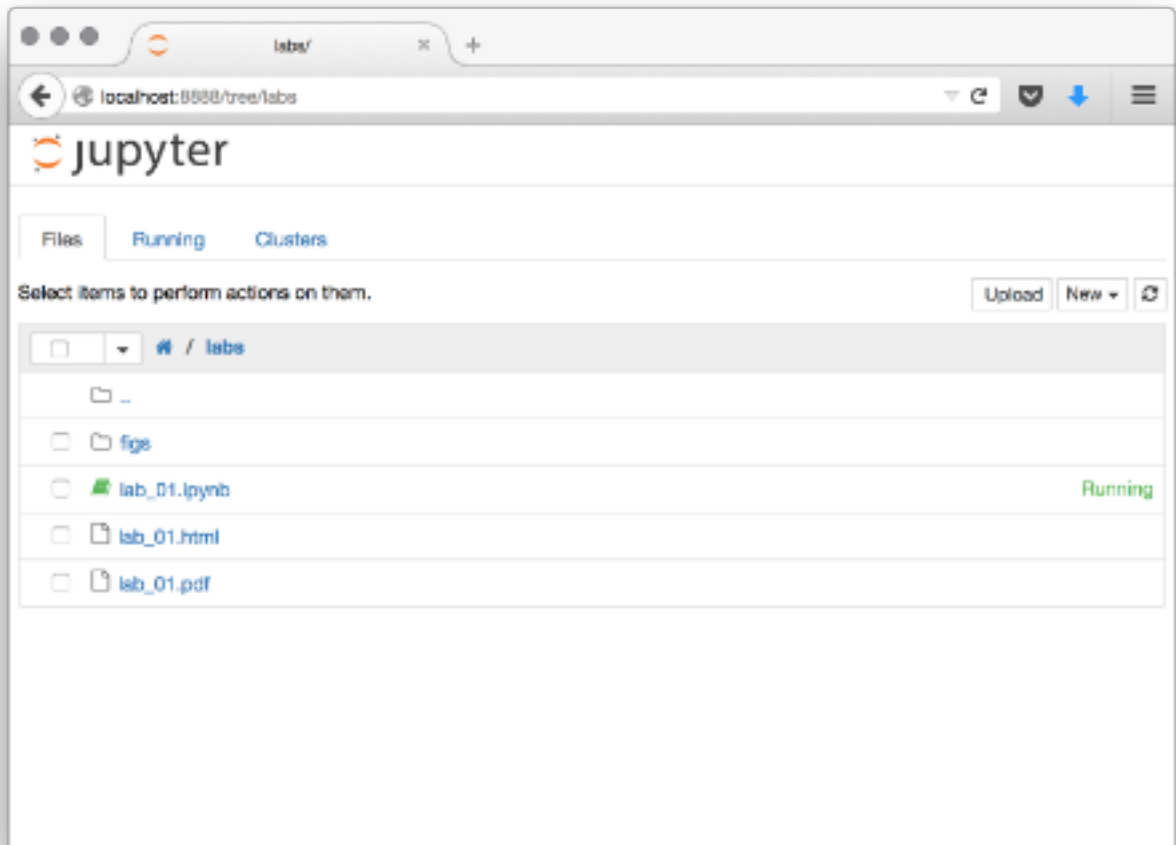 labs/
localhost:8888/tree/labs
jupyter
Files Running Clusters
Select items to perform actions on them.
Upload New
/ labs
..
figs
lab_01.ipynb Running
lab_01.html
lab_01.pdf